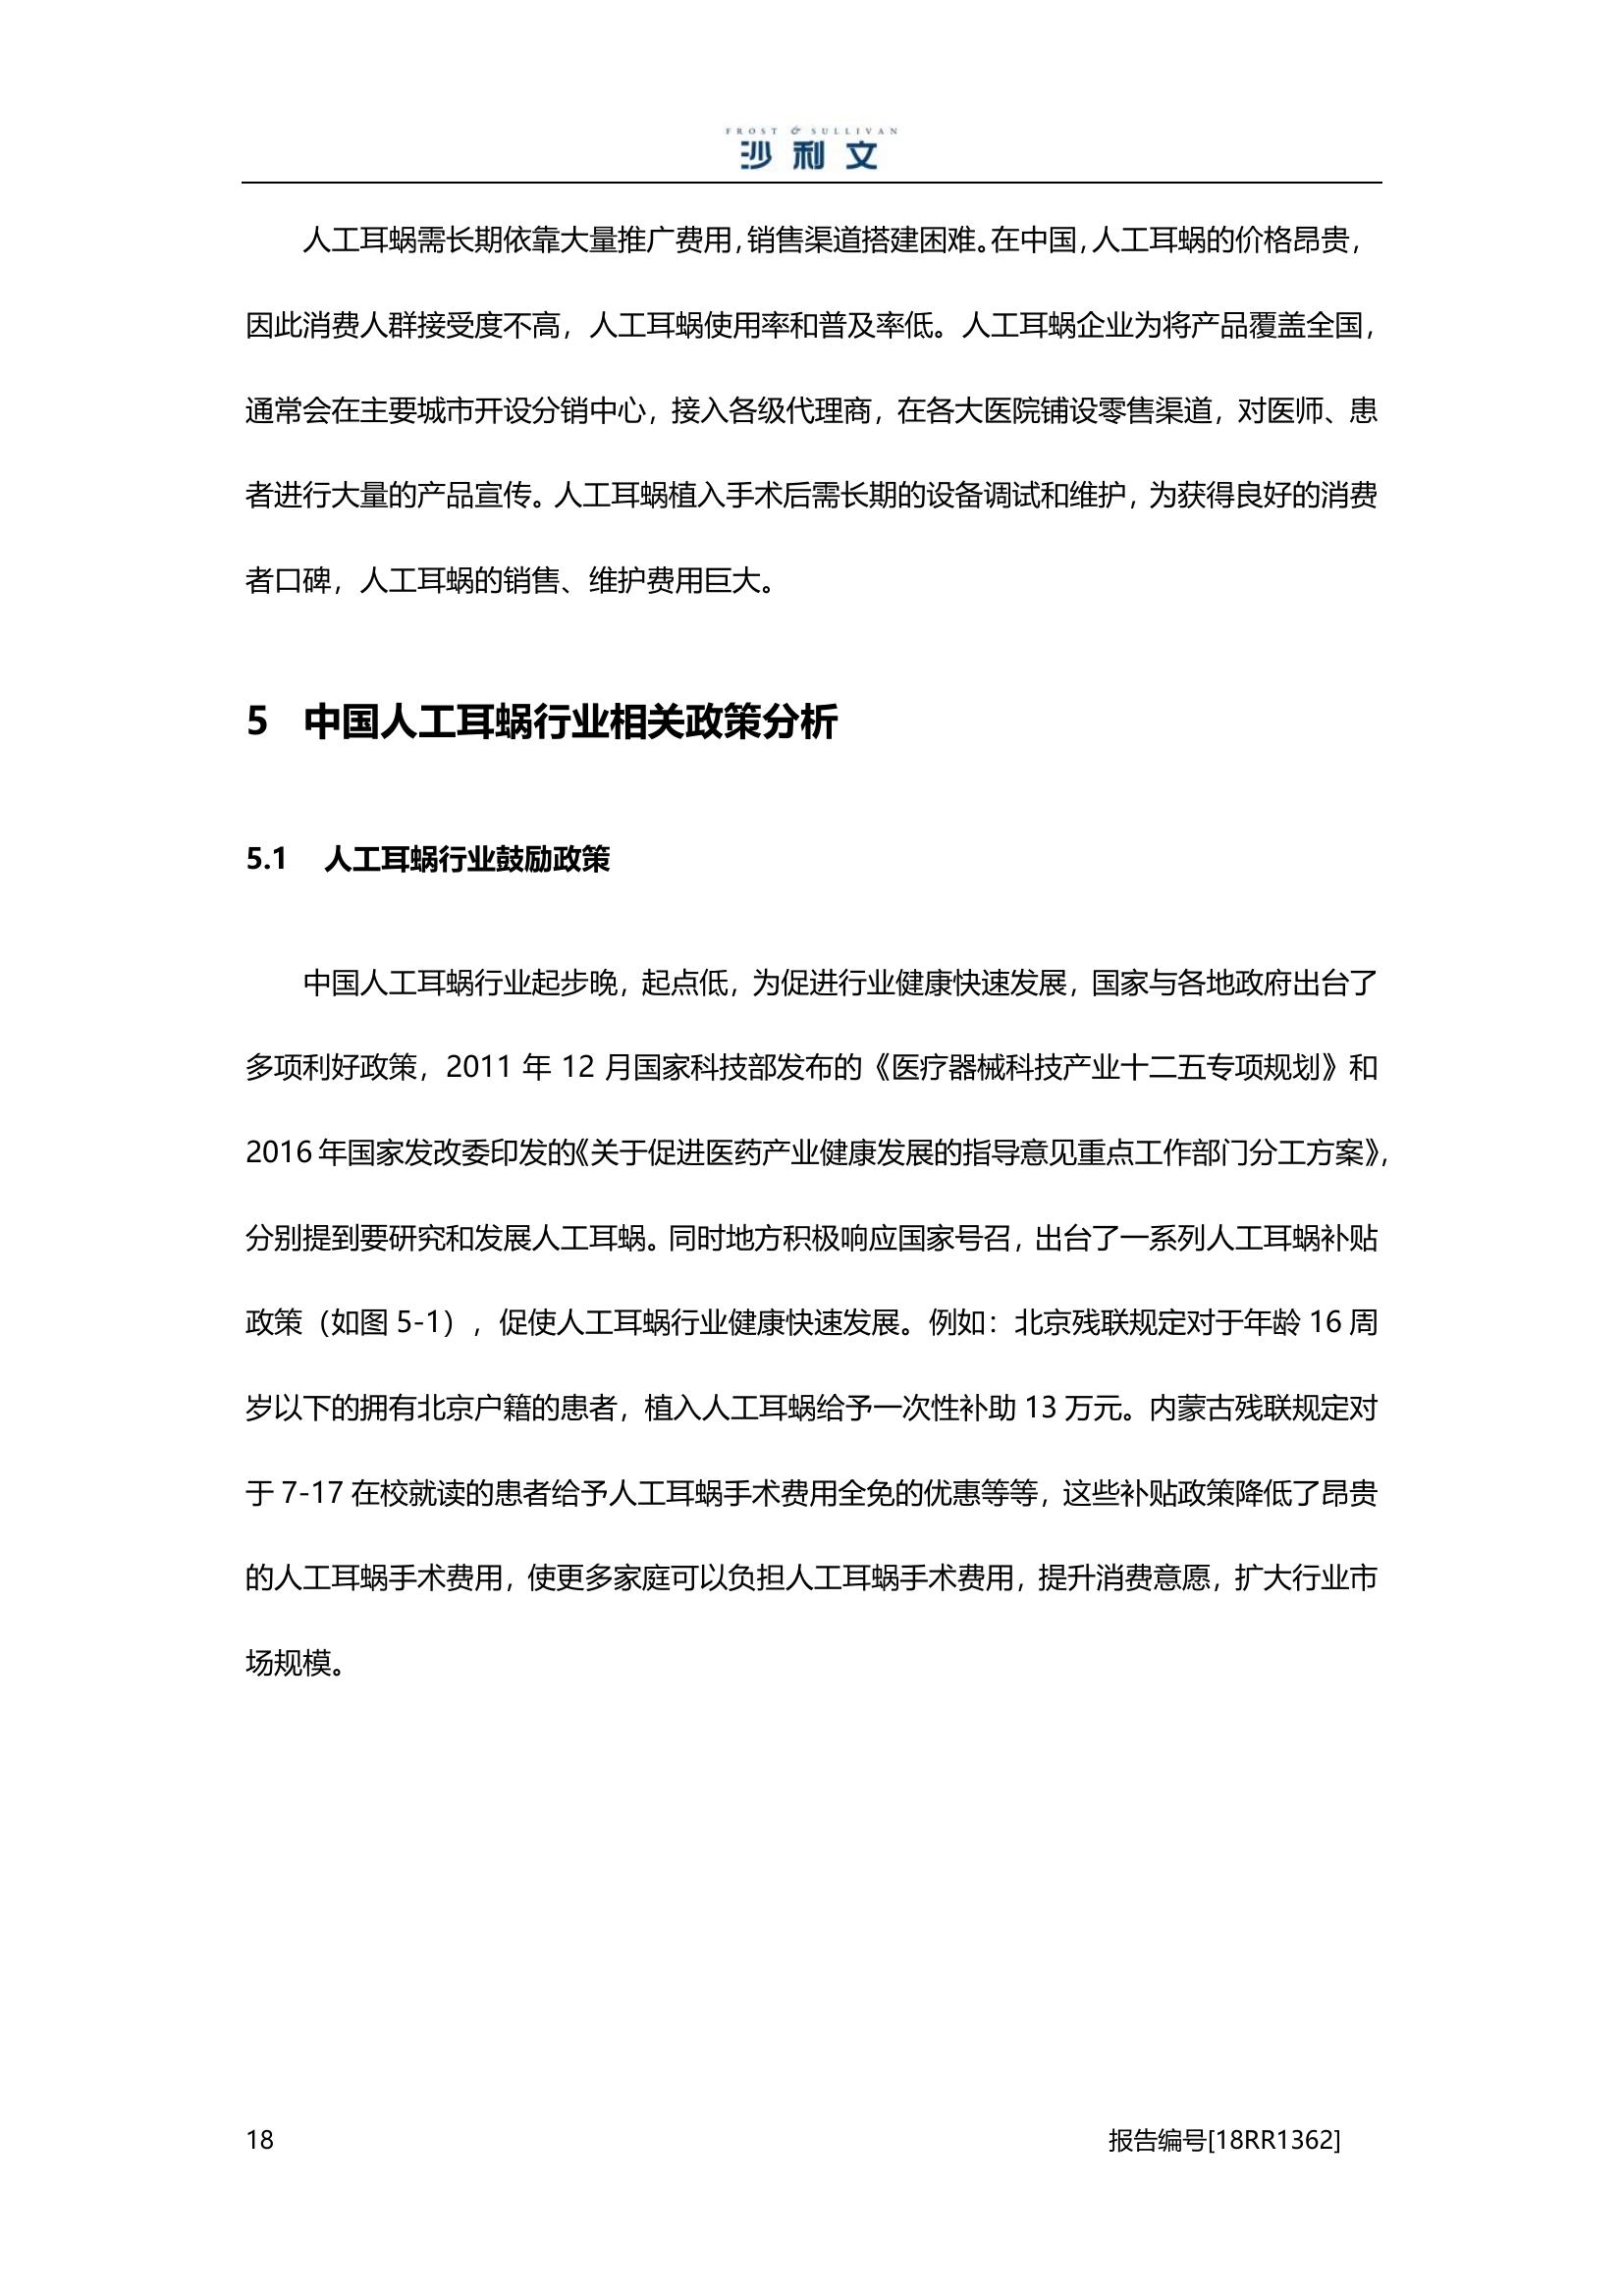 FROST & SULLIVAN
沙利文
人工耳蜗需长期依靠大量推广费用，销售渠道搭建困难。在中国，人工耳蜗的价格昂贵，
因此消费人群接受度不高，人工耳蜗使用率和普及率低。人工耳蜗企业为将产品覆盖全国，
通常会在主要城市开设分销中心，接入各级代理商，在各大医院铺设零售渠道，对医师、患
者进行大量的产品宣传。人工耳蜗植入手术后需长期的设备调试和维护，为获得良好的消费
者口碑，人工耳蜗的销售、维护费用巨大。
5 中国人工耳蜗行业相关政策分析
5.1 人工耳蜗行业鼓励政策
中国人工耳蜗行业起步晚，起点低，为促进行业健康快速发展，国家与各地政府出台了
多项利好政策，2011 年 12 月国家科技部发布的《医疗器械科技产业十二五专项规划》和
2016 年国家发改委印发的《关于促进医药产业健康发展的指导意见重点工作部门分工方案》，
分别提到要研究和发展人工耳蜗。同时地方积极响应国家号召，出台了一系列人工耳蜗补贴
政策（如图 5-1），促使人工耳蜗行业健康快速发展。例如：北京残联规定对于年龄 16 周
岁以下的拥有北京户籍的患者，植入人工耳蜗给予一次性补助 13 万元。内蒙古残联规定对
于 7-17 在校就读的患者给予人工耳蜗手术费用全免的优惠等等，这些补贴政策降低了昂贵
的人工耳蜗手术费用，使更多家庭可以负担人工耳蜗手术费用，提升消费意愿，扩大行业市
场规模。
18 报告编号[18RR1362]